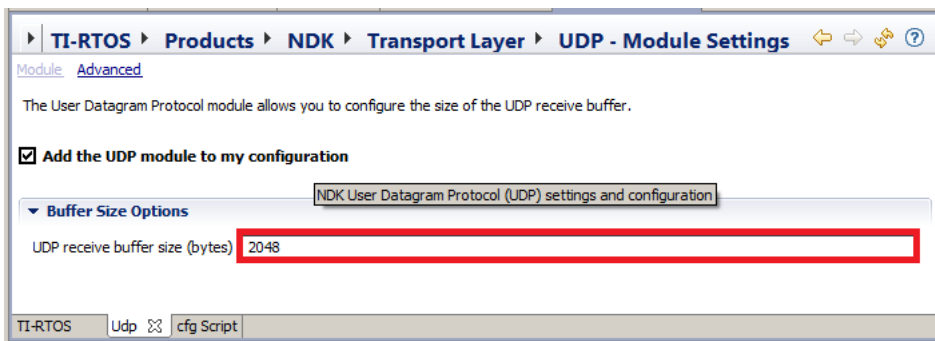 TI-RTOS Products NDK Transport Layer UDP - Module Settings
Module Advanced
The User Datagram Protocol module allows you to configure the size of the UDP receive buffer.
Add the UDP module to my configuration
NDK User Datagram Protocol (UDP) settings and configuration
Buffer Size Options
UDP receive buffer size (bytes) 2048
TI-RTOS Udp cfg Script